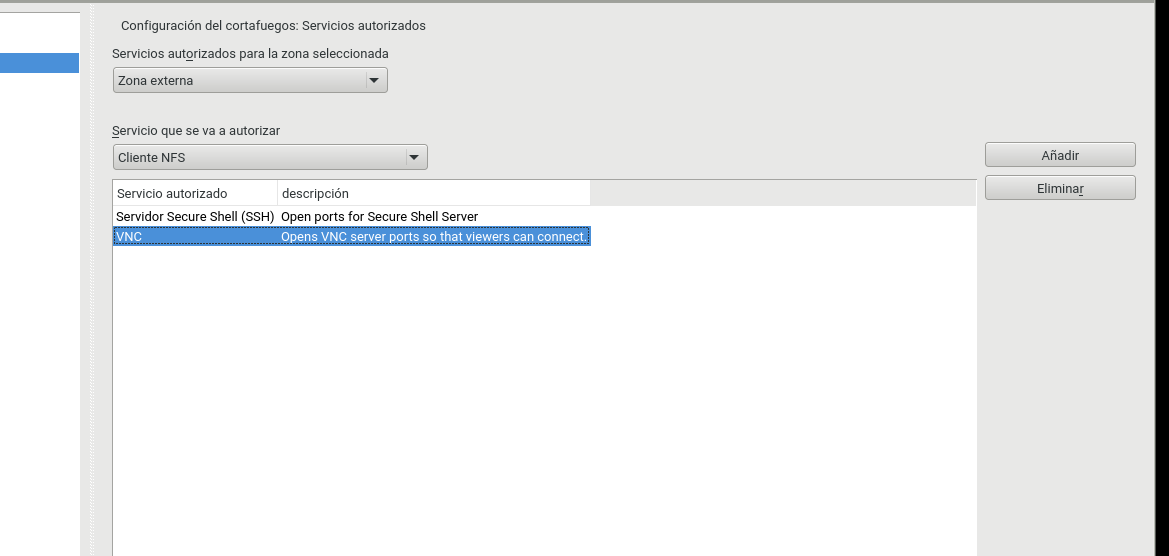 Configuración del cortafuegos: Servicios autorizados
Servicios autorizados para la zona seleccionada
Zona externa
Servicio que se va a autorizar
Cliente NFS
Añadir
Eliminar
Servicio autorizado descripción
Servidor Secure Shell (SSH) Open ports for Secure Shell Server
VNC Opens VNC server ports so that viewers can connect.